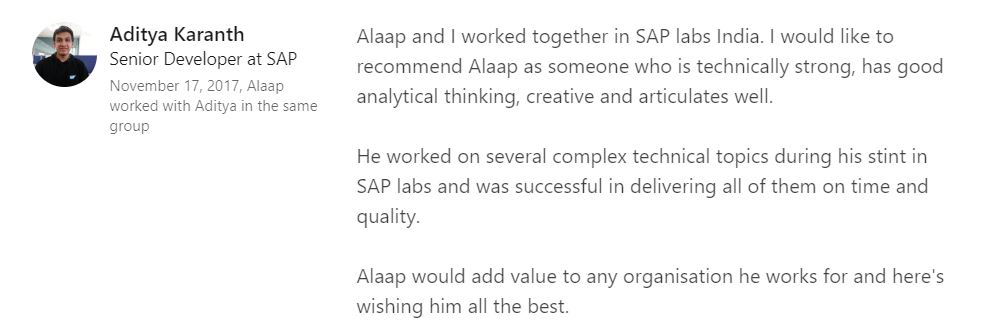 Aditya Karanth
Senior Developer at SAP
November 17, 2017, Alaap
worked with Aditya in the same
group
Alaap and I worked together in SAP labs India. I would like to
recommend Alaap as someone who is technically strong, has good
analytical thinking, creative and articulates well.
He worked on several complex technical topics during his stint in
SAP labs and was successful in delivering all of them on time and
quality.
Alaap would add value to any organisation he works for and here's
wishing him all the best.